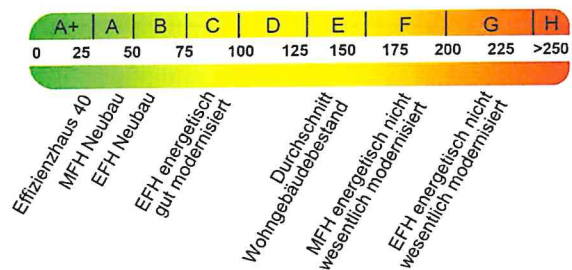 A+ A B C D E F G H
0 25 50 75 100 125 150 175 200 225 >250
Effizienzhaus 40
MFH Neubau
EFH Neubau
EFH energetisch
gut modernisiert
Durchschnitt
Wohngebäudebestand
MFH energetisch nicht
wesentlich modernisiert
EFH energetisch nicht
wesentlich modernisiert